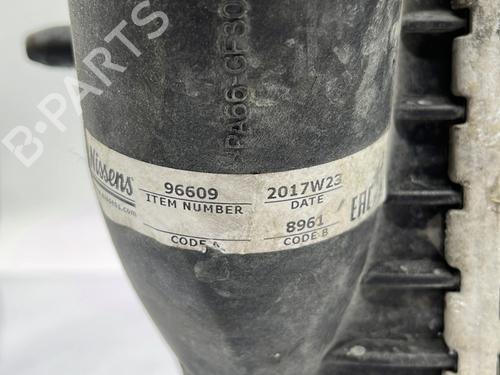 B-PARTS
PA66-GF30
Nissens
96609
ITEM NUMBER
2017W23
DATE
CODE A
8961
CODE B
EAC